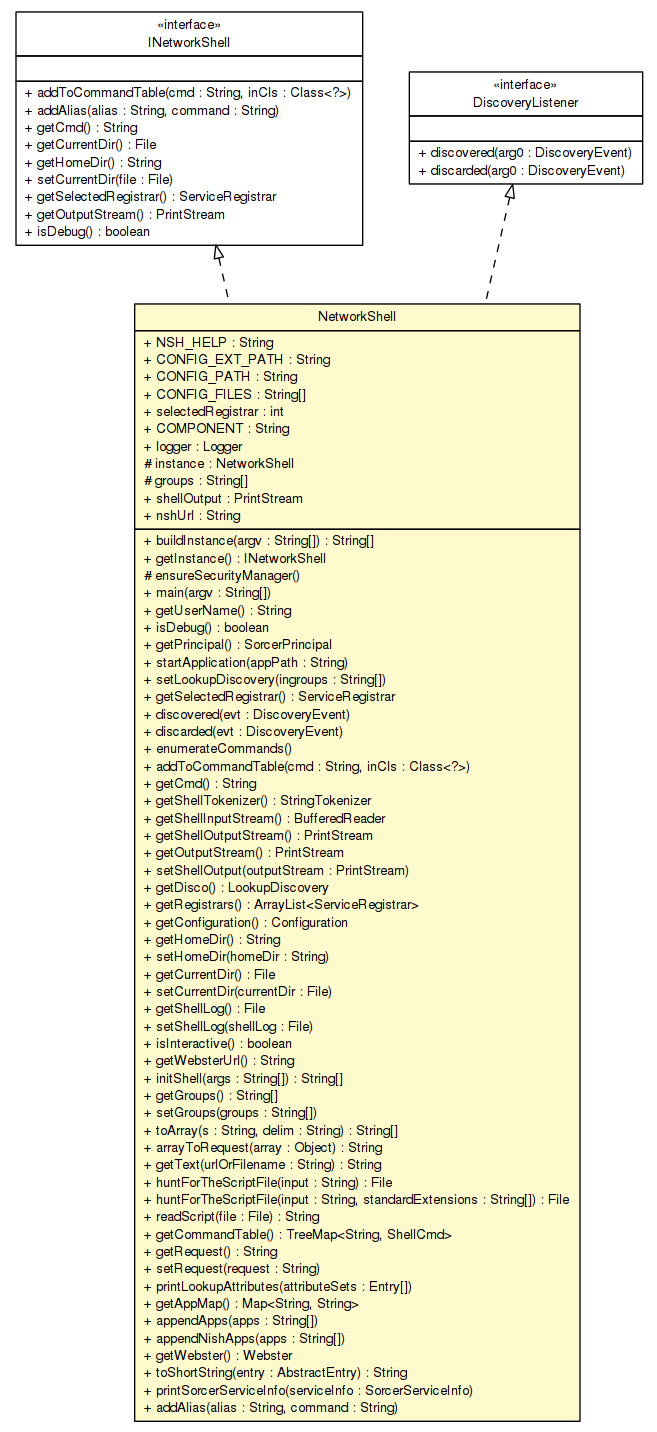 «interface»
INetworkShell
+ addToCommandTable(cmd : String, inCls : Class<?>)
+ addAlias(alias : String, command : String)
+ getCmd() : String
+ getCurrentDir() : File
+ getHomeDir() : String
+ setCurrentDir(file : File)
+ getSelectedRegistrar() : ServiceRegistrar
+ getOutputStream() : PrintStream
+ isDebug() : boolean
«interface»
DiscoveryListener
+ discovered(arg0 : DiscoveryEvent)
+ discarded(arg0 : DiscoveryEvent)
NetworkShell
+ NSH_HELP : String
+ CONFIG_EXT_PATH : String
+ CONFIG_PATH : String
+ CONFIG_FILES : String[]
+ selectedRegistrar : int
+ COMPONENT : String
+ logger : Logger
# instance : NetworkShell
# groups : String[]
+ shellOutput : PrintStream
+ nshUrl : String
+ buildInstance(argv : String[]) : String[]
+ getInstance() : INetworkShell
# ensureSecurityManager()
+ main(argv : String[])
+ getUserName() : String
+ isDebug() : boolean
+ getPrincipal() : SorcerPrincipal
+ startApplication(appPath : String)
+ setLookupDiscovery(ingroups : String[])
+ getSelectedRegistrar() : ServiceRegistrar
+ discovered(evt : DiscoveryEvent)
+ discarded(evt : DiscoveryEvent)
+ enumerateCommands()
+ addToCommandTable(cmd : String, inCls : Class<?>)
+ getCmd() : String
+ getShellTokenizer() : StringTokenizer
+ getShellInputStream() : BufferedReader
+ getShellOutputStream() : PrintStream
+ getOutputStream() : PrintStream
+ setShellOutput(outputStream : PrintStream)
+ getDisco() : LookupDiscovery
+ getRegistrars() : ArrayList<ServiceRegistrar>
+ getConfiguration() : Configuration
+ getHomeDir() : String
+ setHomeDir(homeDir : String)
+ getCurrentDir() : File
+ setCurrentDir(currentDir : File)
+ getShellLog() : File
+ setShellLog(shellLog : File)
+ isInteractive() : boolean
+ getWebsterUrl() : String
+ initShell(args : String[]) : String[]
+ getGroups() : String[]
+ setGroups(groups : String[])
+ toArray(s : String, delim : String) : String[]
+ arrayToRequest(array : Object) : String
+ getText(urlOrFilename : String) : String
+ huntForTheScriptFile(input : String) : File
+ huntForTheScriptFile(input : String, standardExtensions : String[]) : File
+ readScript(file : File) : String
+ getCommandTable() : TreeMap<String, ShellCmd>
+ getRequest() : String
+ setRequest(request : String)
+ printLookupAttributes(attributeSets : Entry[])
+ getAppMap() : Map<String, String>
+ appendApps(apps : String[])
+ appendNishApps(apps : String[])
+ getWebster() : Webster
+ toShortString(entry : AbstractEntry) : String
+ printSorcerServiceInfo(serviceInfo : SorcerServiceInfo)
+ addAlias(alias : String, command : String)